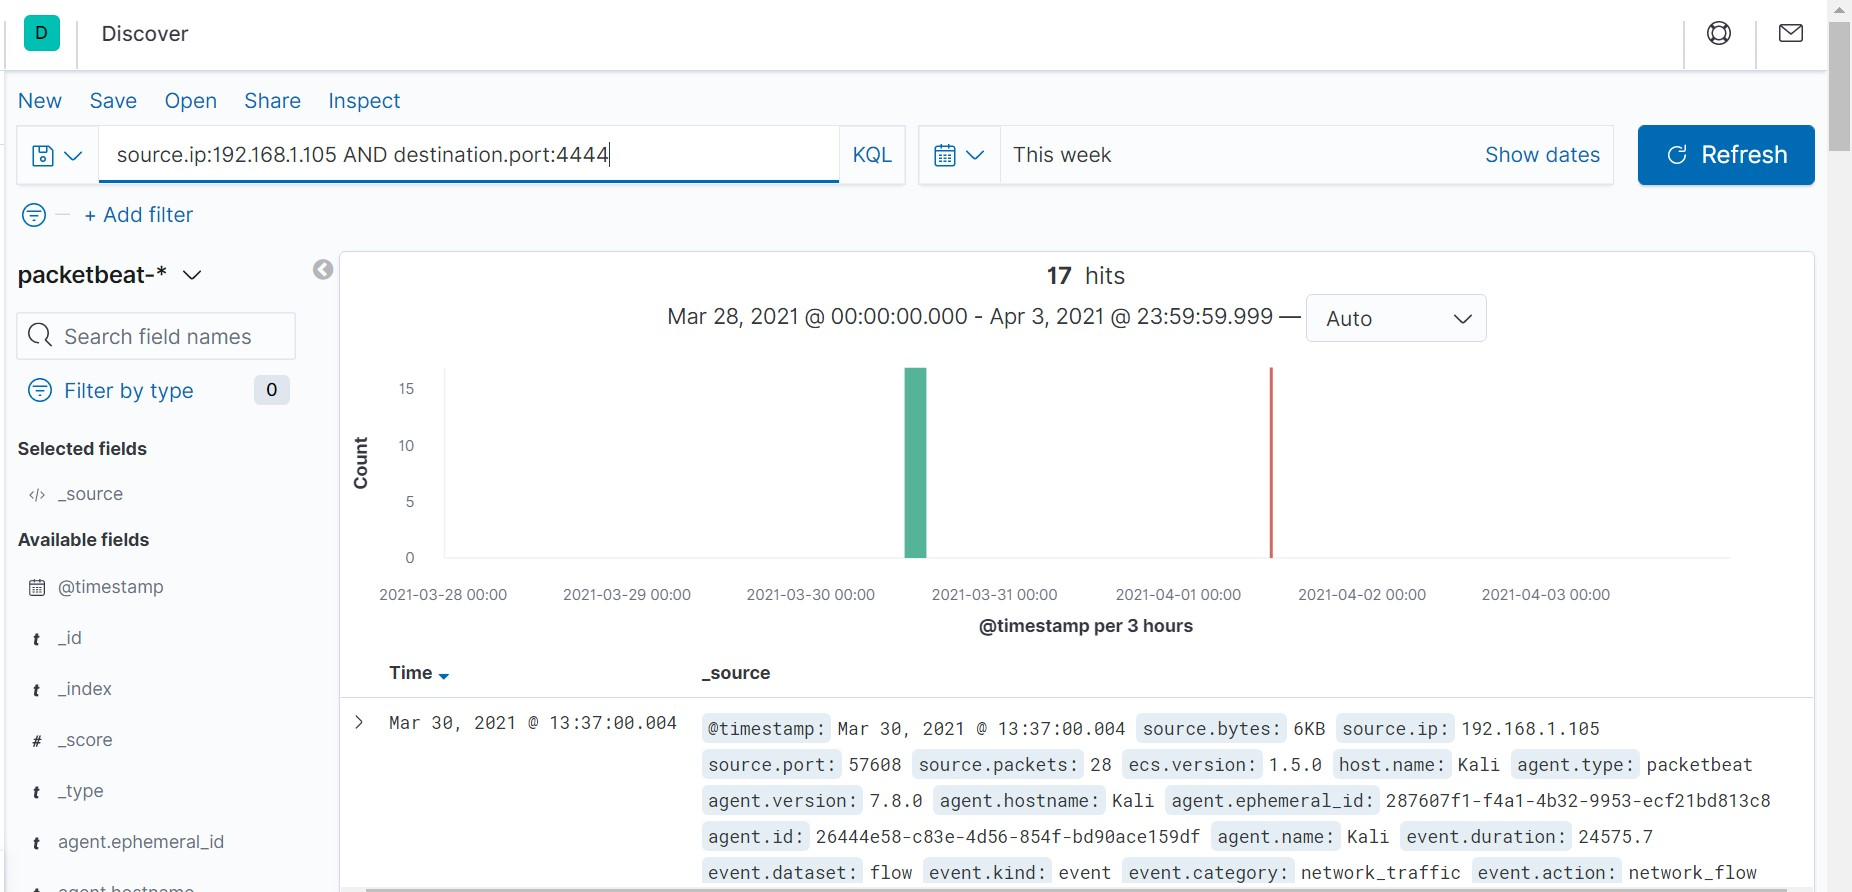 D Discover
New Save Open Share Inspect
source.ip:192.168.1.105 AND destination.port:4444 KQL This week Show dates Refresh
+ Add filter
packetbeat-*
Search field names
Filter by type 0
Selected fields
_source
Available fields
@timestamp
_id
_index
_score
_type
agent.ephemeral_id
agent.hostname
17 hits
Mar 28, 2021 @ 00:00:00.000 - Apr 3, 2021 @ 23:59:59.999 — Auto
Count
15
10
5
0
2021-03-28 00:00 2021-03-29 00:00 2021-03-30 00:00 2021-03-31 00:00 2021-04-01 00:00 2021-04-02 00:00 2021-04-03 00:00
@timestamp per 3 hours
Time _source
Mar 30, 2021 @ 13:37:00.004 @timestamp: Mar 30, 2021 @ 13:37:00.004 source.bytes: 6KB source.ip: 192.168.1.105
source.port: 57608 source.packets: 28 ecs.version: 1.5.0 host.name: Kali agent.type: packetbeat
agent.version: 7.8.0 agent.hostname: Kali agent.ephemeral_id: 287607f1-f4a1-4b32-9953-ecf21bd813c8
agent.id: 26444e58-c83e-4d56-854f-bd90ace159df agent.name: Kali event.duration: 24575.7
event.dataset: flow event.kind: event event.category: network_traffic event.action: network_flow